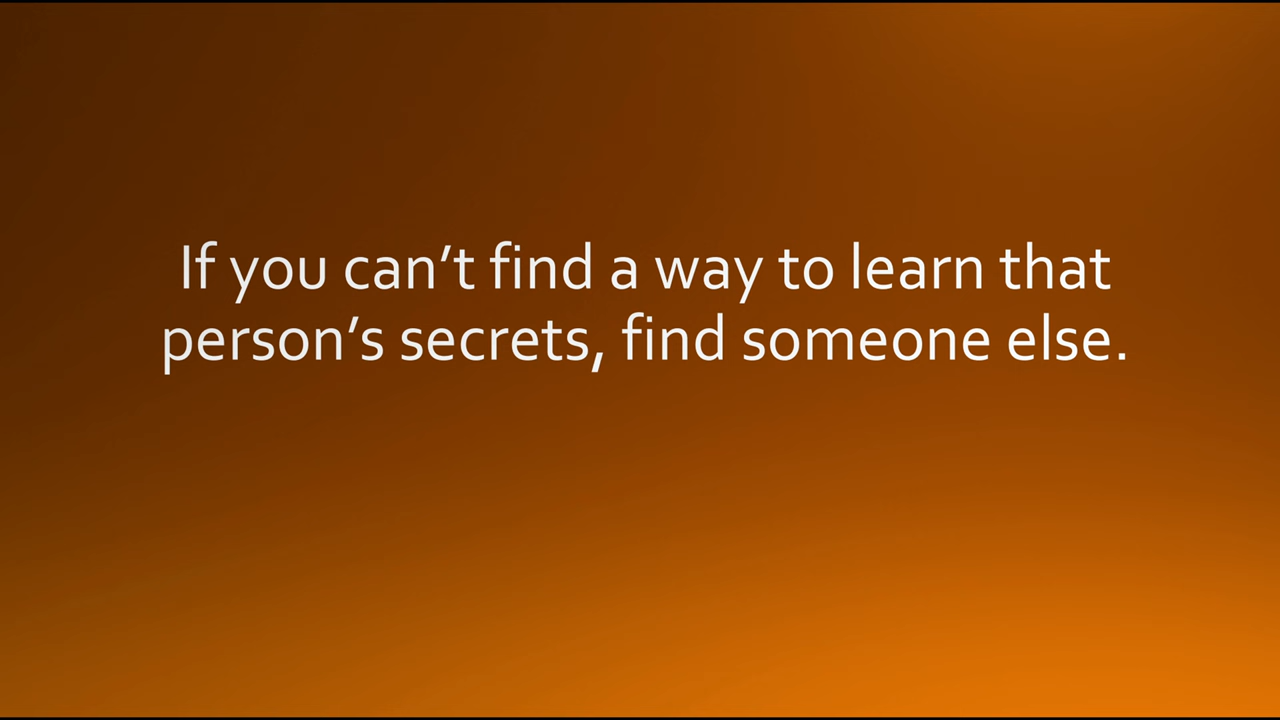 If you can’t find a way to learn that
person’s secrets, find someone else.